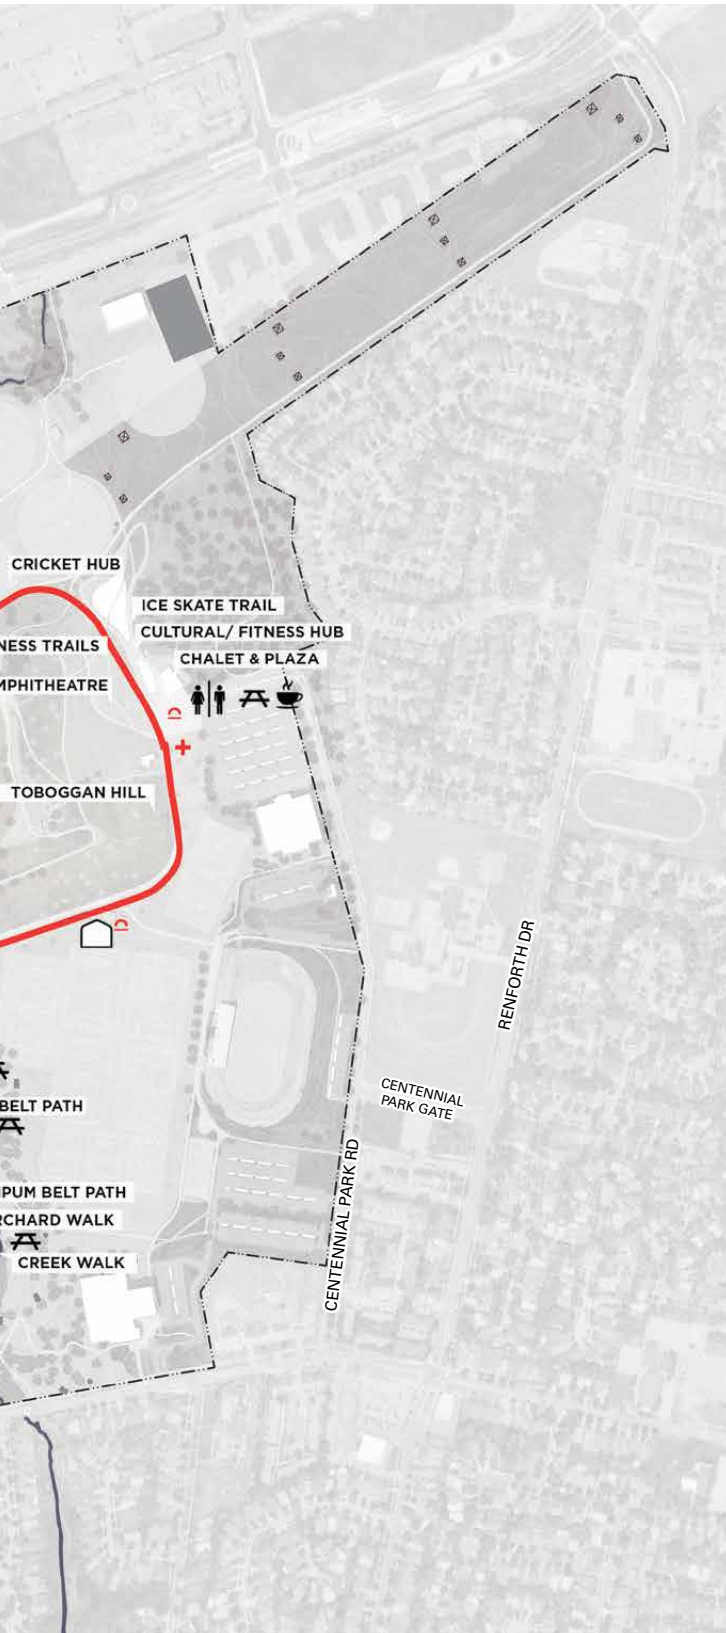 CRICKET HUB
ICE SKATE TRAIL
CULTURAL/ FITNESS HUB
NESS TRAILS
CHALET & PLAZA
MPHITHEATRE
TOBOGGAN HILL
RENFORTH DR
CENTENNIAL
PARK GATE
BELT PATH
CENTENNIAL PARK RD
IPUM BELT PATH
RCHARD WALK
CREEK WALK